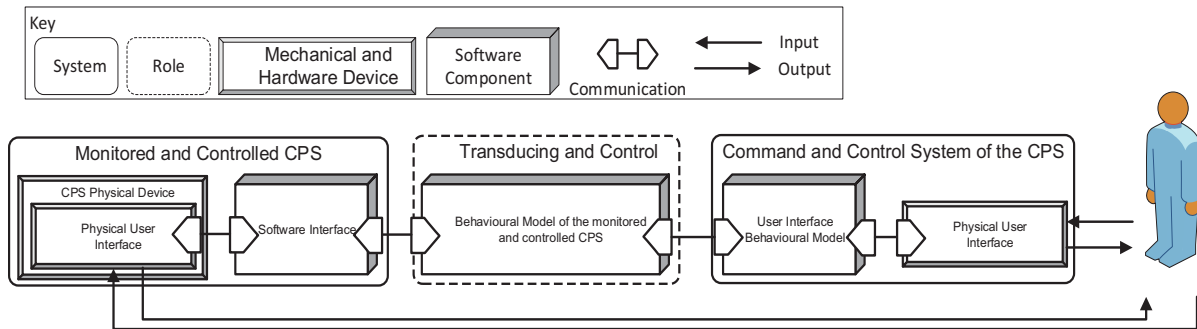 Key
System
Role
Mechanical and
Hardware Device
Software
Component
Communication
Input
Output
Monitored and Controlled CPS
CPS Physical Device
Physical User
Interface
Software Interface
Transducing and Control
Behavioural Model of the monitored
and controlled CPS
Command and Control System of the CPS
User Interface
Behavioural Model
Physical User
Interface